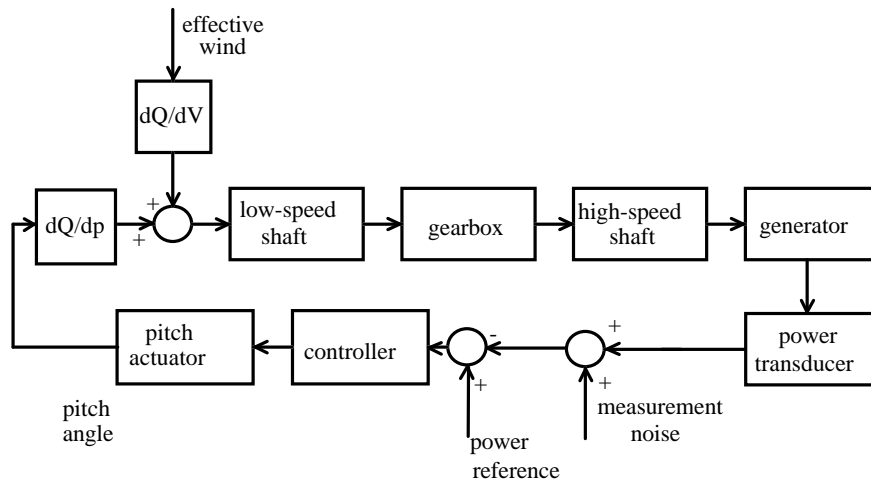 effective
wind
dQ/dV
+
dQ/dp
+
low-speed
shaft
gearbox
high-speed
shaft
generator
pitch
actuator
controller
-
+
+
+
power
transducer
pitch
angle
power
reference
measurement
noise